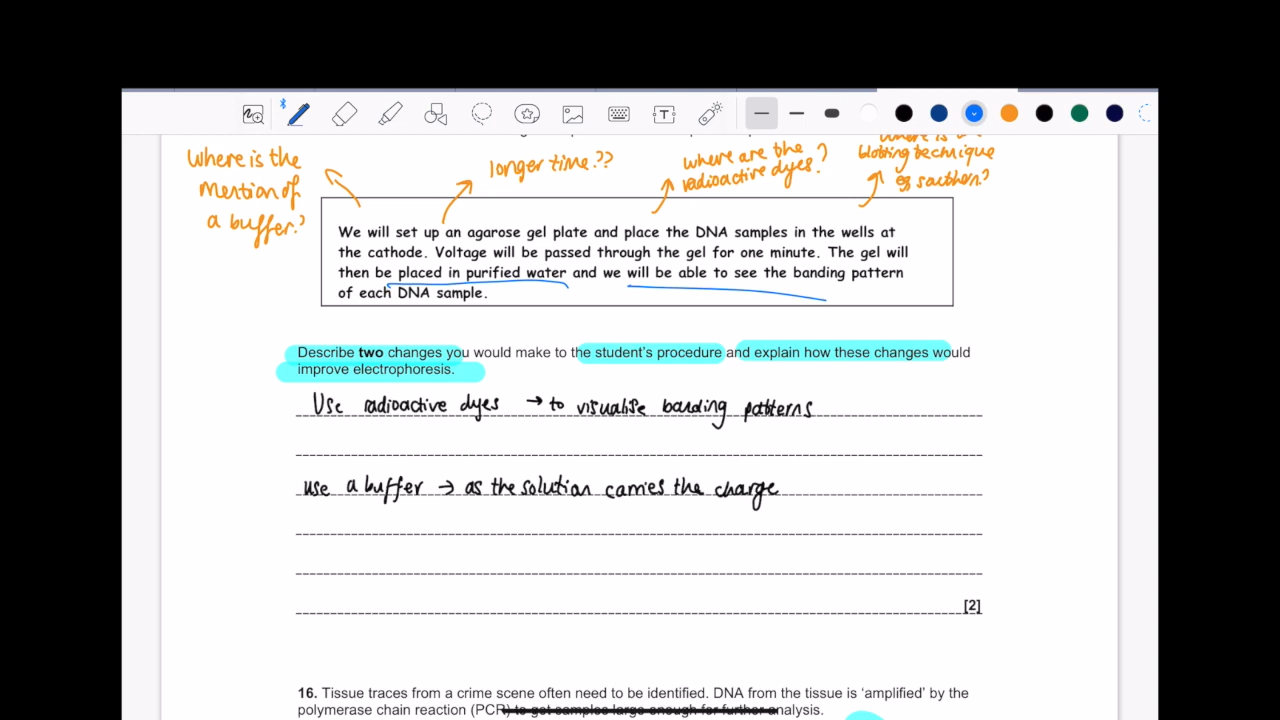 where is the
mention of
a buffer?
longer time??
where are the
radioactive dyes?
blotting technique
eg southern?
We will set up an agarose gel plate and place the DNA samples in the wells at
the cathode. Voltage will be passed through the gel for one minute. The gel will
then be placed in purified water and we will be able to see the banding pattern
of each DNA sample.
Describe two changes you would make to the student's procedure and explain how these changes would
improve electrophoresis.
Use radioactive dyes → to visualise banding patterns
use a buffer → as the solution carries the charge
[2]
16. Tissue traces from a crime scene often need to be identified. DNA from the tissue is 'amplified' by the
polymerase chain reaction (PCR) to get samples large enough for further analysis.